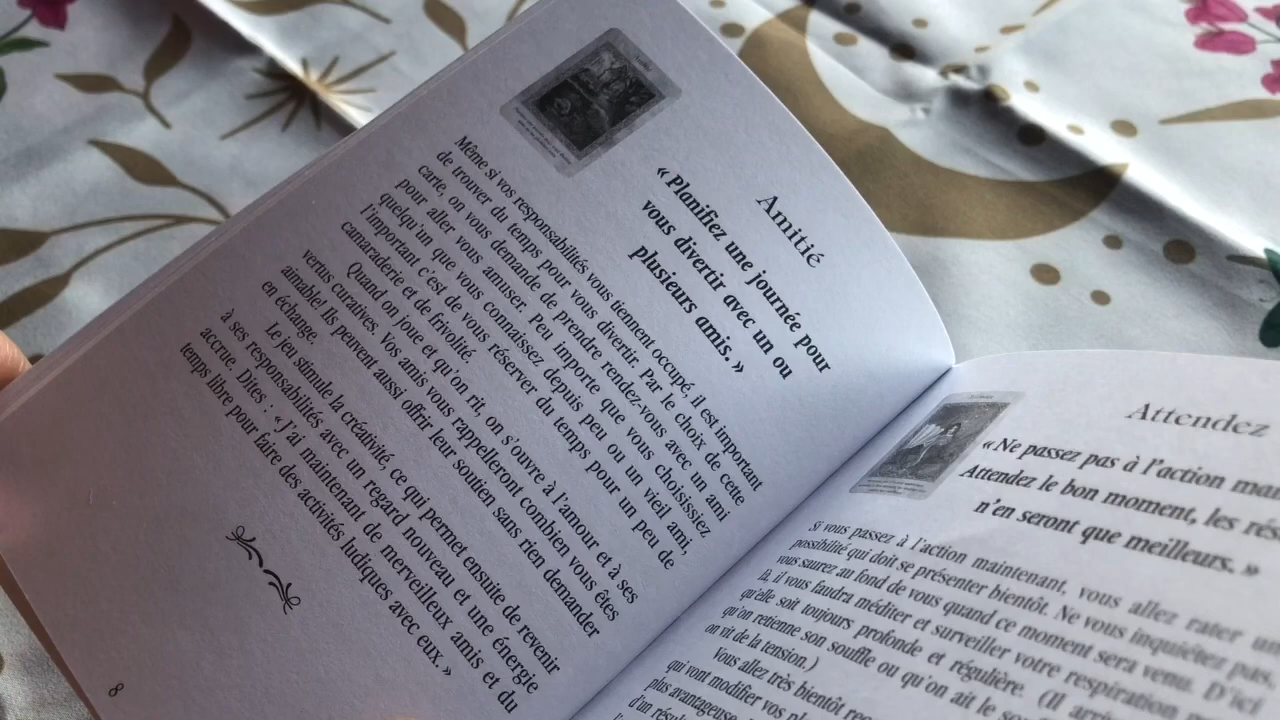 Amitié
« Planifiez une journée pour
vous divertir avec un ou
plusieurs amis. »
Même si vos responsabilités vous tiennent occupé, il est important
de trouver du temps pour vous divertir. Par le choix de cette
carte, on vous demande de prendre rendez-vous avec un ami
pour aller vous amuser. Peu importe que vous choisissiez
quelqu'un que vous connaissez depuis peu ou un vieil ami,
l'important c'est de vous réserver du temps pour un peu de
camaraderie et de frivolité.
Quand on joue et qu'on rit, on s'ouvre à l'amour et à ses
vertus curatives. Vos amis vous rappelleront combien vous êtes
aimable! Ils peuvent aussi offrir leur soutien sans rien demander
en échange.
Le jeu stimule la créativité, ce qui permet ensuite de revenir
à ses responsabilités avec un regard nouveau et une énergie
accrue. Dites : « J'ai maintenant de merveilleux amis et du
temps libre pour faire des activités ludiques avec eux. »
8
Attendez
« Ne passez pas à l'action
Attendez le bon moment, les
n'en seront que meilleurs. »
Si vous passez à l'action maintenant, vous allez rater
possibilité qui doit se présenter bientôt. Ne vous inquiétez pas,
vous saurez au fond de vous quand ce moment sera venu. D'ici
là, il vous faudra méditer et surveiller votre respiration
qu'elle soit toujours profonde et régulière. (Il
qu'on retienne son souffle ou qu'on ait le
on vit de la tension.)
Vous allez très bientôt
qui vont modifier vos
plus avantageuse